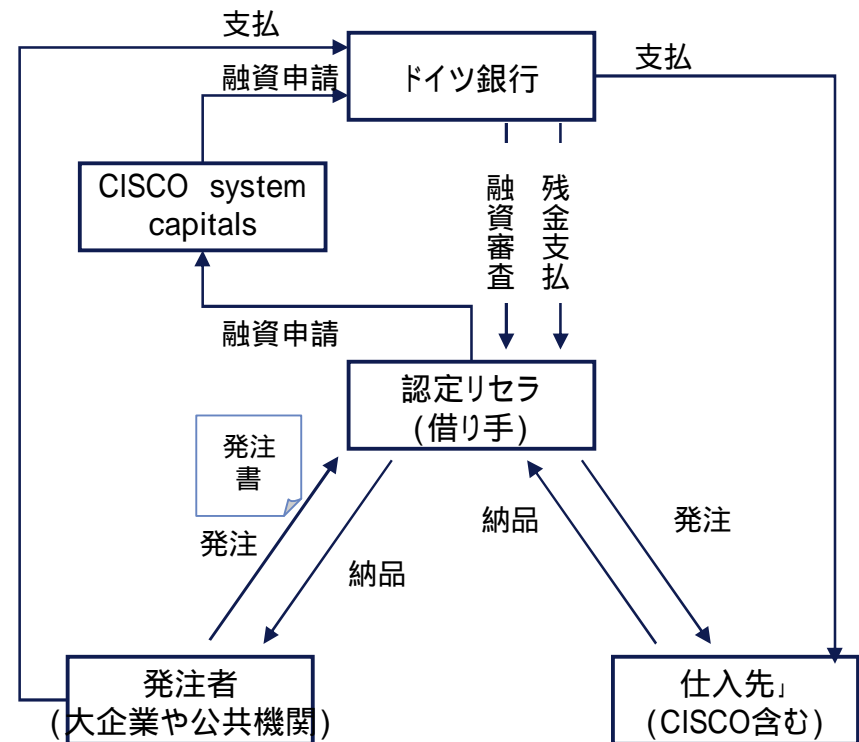 支払
ドイツ銀行
支払
融資申請
CISCO system
capitals
融資審査
残金支払
融資申請
認定リセラ
(借り手)
発注
書
発注
納品
納品
発注
発注者
(大企業や公共機関)
仕入先」
(CISCO含む)